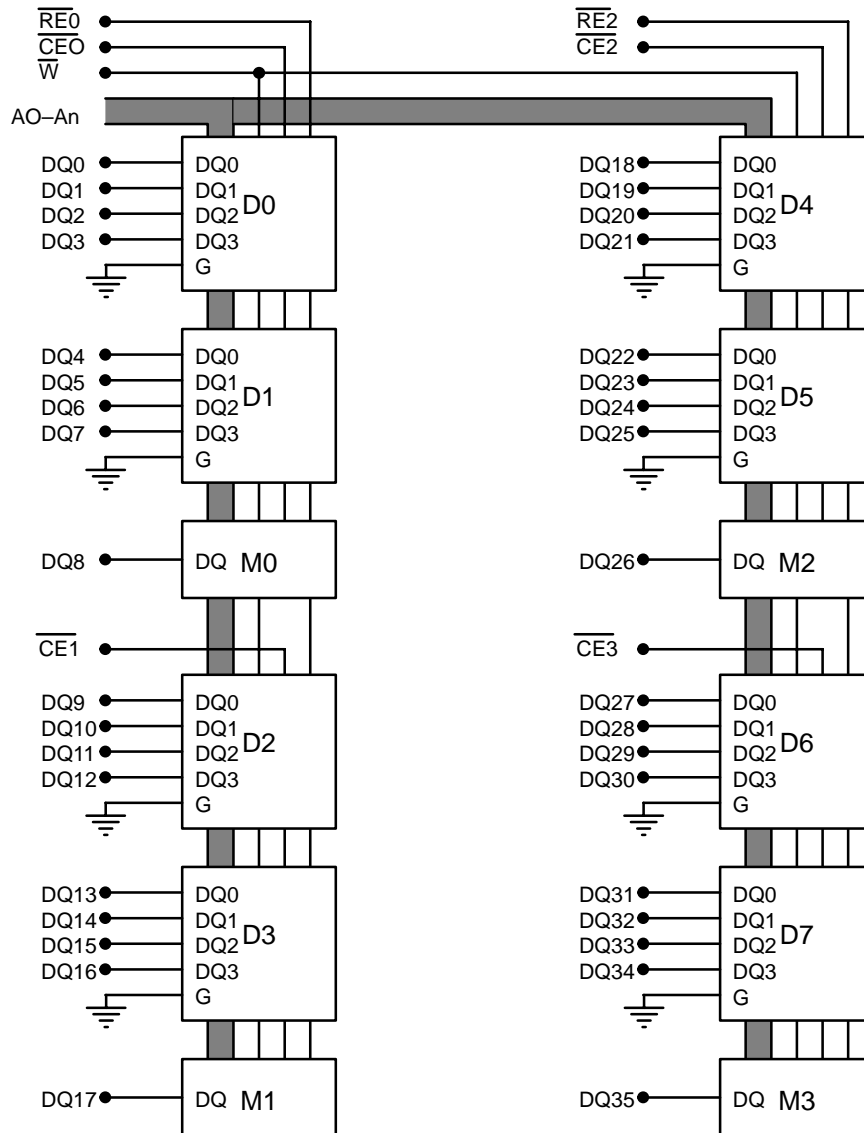 RE0
CEO
W
AO–An
DQ0 DQ0
DQ1 DQ1
DQ2 DQ2
DQ3 DQ3
D0
G
DQ4 DQ0
DQ5 DQ1
DQ6 DQ2
DQ7 DQ3
D1
G
DQ8 DQ M0
CE1
DQ9 DQ0
DQ10 DQ1
DQ11 DQ2
DQ12 DQ3
D2
G
DQ13 DQ0
DQ14 DQ1
DQ15 DQ2
DQ16 DQ3
D3
G
DQ17 DQ M1
RE2
CE2
DQ18 DQ0
DQ19 DQ1
DQ20 DQ2
DQ21 DQ3
D4
G
DQ22 DQ0
DQ23 DQ1
DQ24 DQ2
DQ25 DQ3
D5
G
DQ26 DQ M2
CE3
DQ27 DQ0
DQ28 DQ1
DQ29 DQ2
DQ30 DQ3
D6
G
DQ31 DQ0
DQ32 DQ1
DQ33 DQ2
DQ34 DQ3
D7
G
DQ35 DQ M3